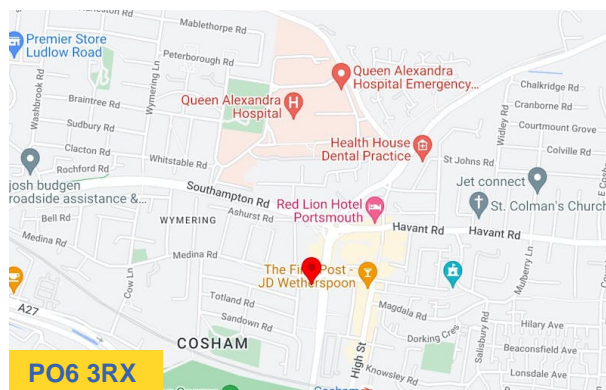 Mablethorpe Rd
Premier Store
Ludlow Road
Peterborough Rd
Washbrook Rd
Wymering Ln
Braintree Rd
Sudbury Rd
Clacton Rd
Rochford Rd
Whitstable Rd
Queen Alexandra
Hospital
H
Queen Alexandra
Hospital Emergency...
Health House
Dental Practice
Chalkridge Rd
Cranborne Rd
Courtmount Grove
Colville Rd
Widley Rd
St Johns Rd
josh budgen
roadside assistance &...
Southampton Rd
Jet connect
St. Colman's Church
Bell Rd
WYMERING
Ashurst Rd
Red Lion Hotel
Portsmouth
Havant Rd
Havant Rd
Medina Rd
Medina Rd
Cow Ln
The First Post -
JD Wetherspoon
Mulberry Ln
A27
Totland Rd
Sandown Rd
Magdala Rd
Salisbury Rd
Hilary Ave
Dorking Cres
Beaconsfield Ave
COSHAM
High St
Knowsley Rd
Lonsdale Ave
PO6 3RX